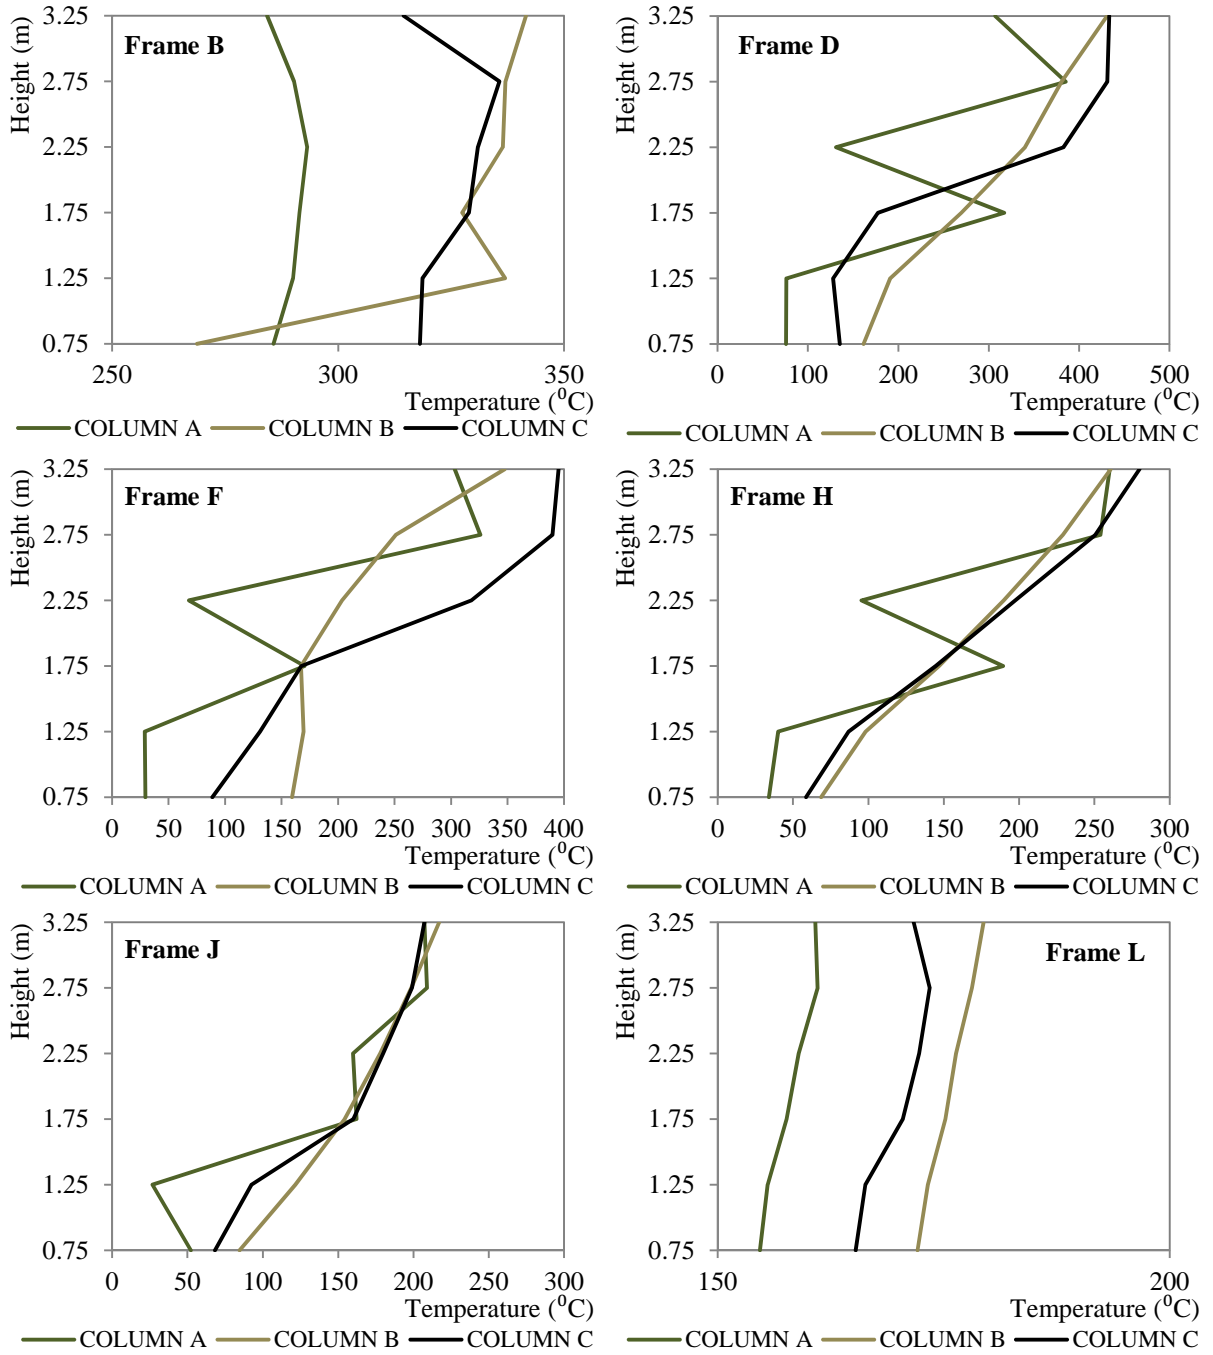 Frame B
Height (m)
3.25
2.75
2.25
1.75
1.25
0.75
250 300 350
Temperature (⁰C)
COLUMN A COLUMN B COLUMN C
Frame D
Height (m)
3.25
2.75
2.25
1.75
1.25
0.75
0 100 200 300 400 500
Temperature (⁰C)
COLUMN A COLUMN B COLUMN C
Frame F
Height (m)
3.25
2.75
2.25
1.75
1.25
0.75
0 50 100 150 200 250 300 350 400
Temperature (⁰C)
COLUMN A COLUMN B COLUMN C
Frame H
Height (m)
3.25
2.75
2.25
1.75
1.25
0.75
0 50 100 150 200 250 300
Temperature (⁰C)
COLUMN A COLUMN B COLUMN C
Frame J
Height (m)
3.25
2.75
2.25
1.75
1.25
0.75
0 50 100 150 200 250 300
Temperature (⁰C)
COLUMN A COLUMN B COLUMN C
Frame L
Height (m)
3.25
2.75
2.25
1.75
1.25
0.75
150 200
Temperature (⁰C)
COLUMN A COLUMN B COLUMN C